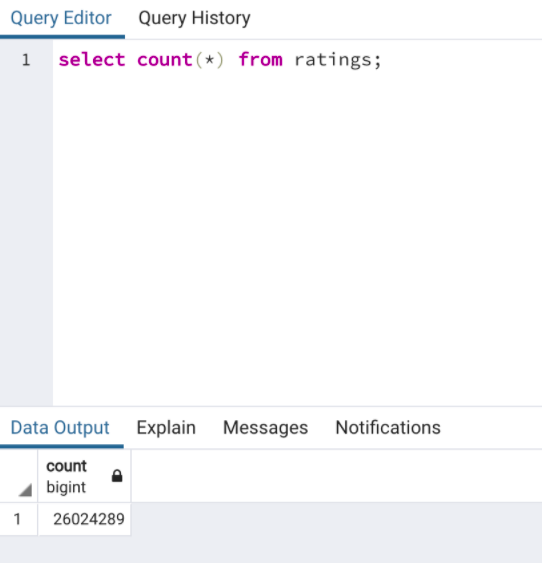 Query Editor Query History
1 select count(*) from ratings;
Data Output Explain Messages Notifications
count
bigint
1 26024289